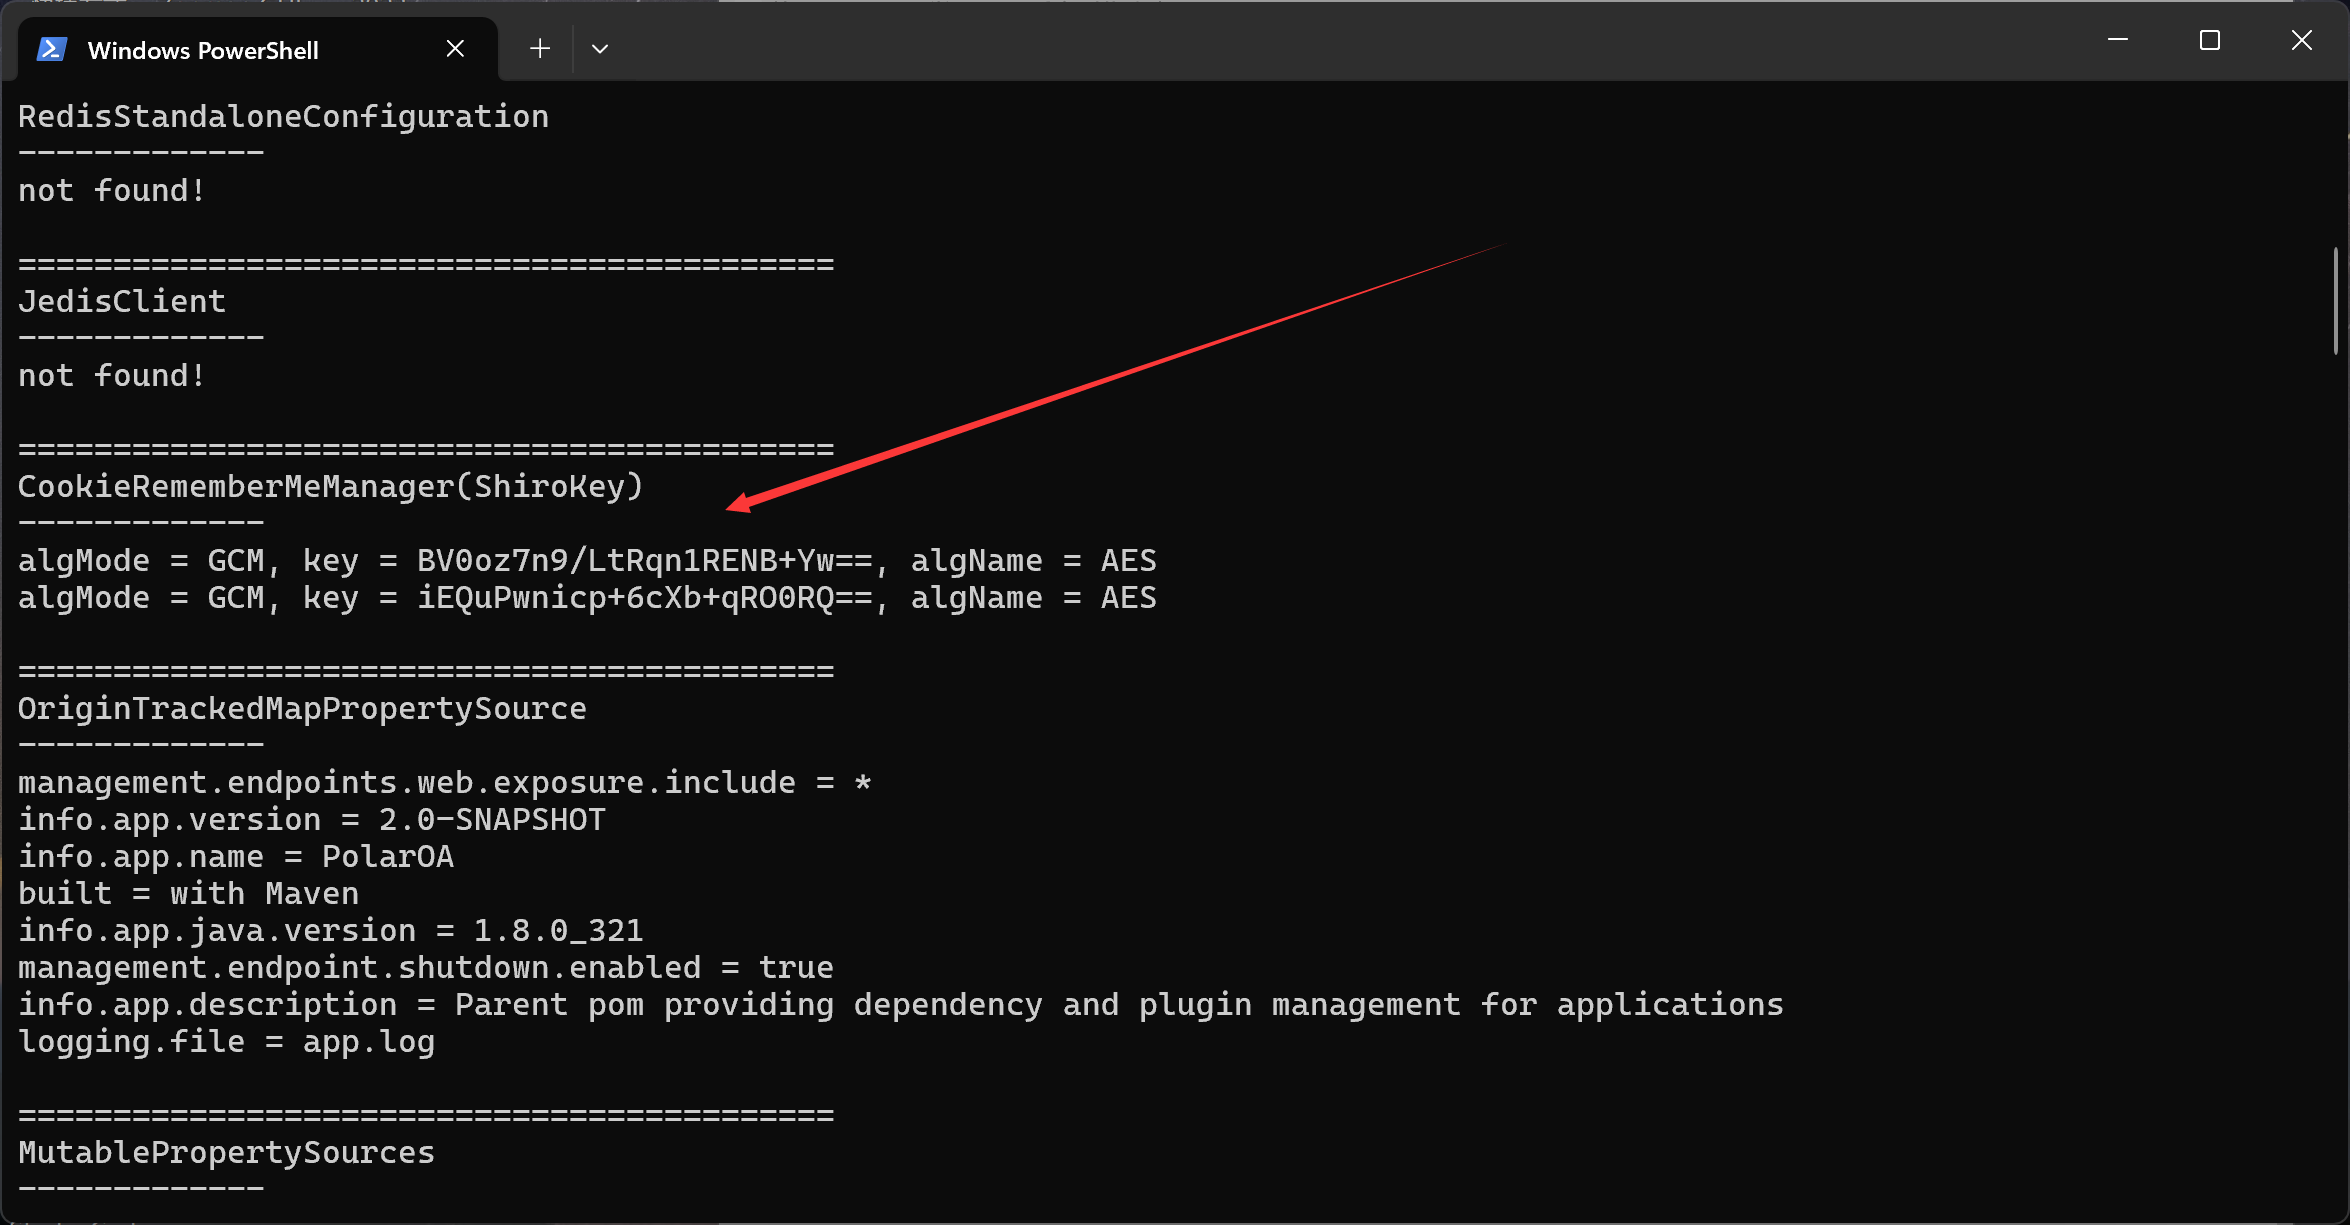 Windows PowerShell
RedisStandaloneConfiguration
-------------
not found!
===========================================
JedisClient
-------------
not found!
===========================================
CookieRememberMeManager(ShiroKey)
-------------
algMode = GCM, key = BV0oz7n9/LtRqn1RENB+Yw==, algName = AES
algMode = GCM, key = iEQuPwnicp+6cXb+qRO0RQ==, algName = AES
===========================================
OriginTrackedMapPropertySource
-------------
management.endpoints.web.exposure.include = *
info.app.version = 2.0-SNAPSHOT
info.app.name = PolarOA
built = with Maven
info.app.java.version = 1.8.0_321
management.endpoint.shutdown.enabled = true
info.app.description = Parent pom providing dependency and plugin management for applications
logging.file = app.log
===========================================
MutablePropertySources
-------------